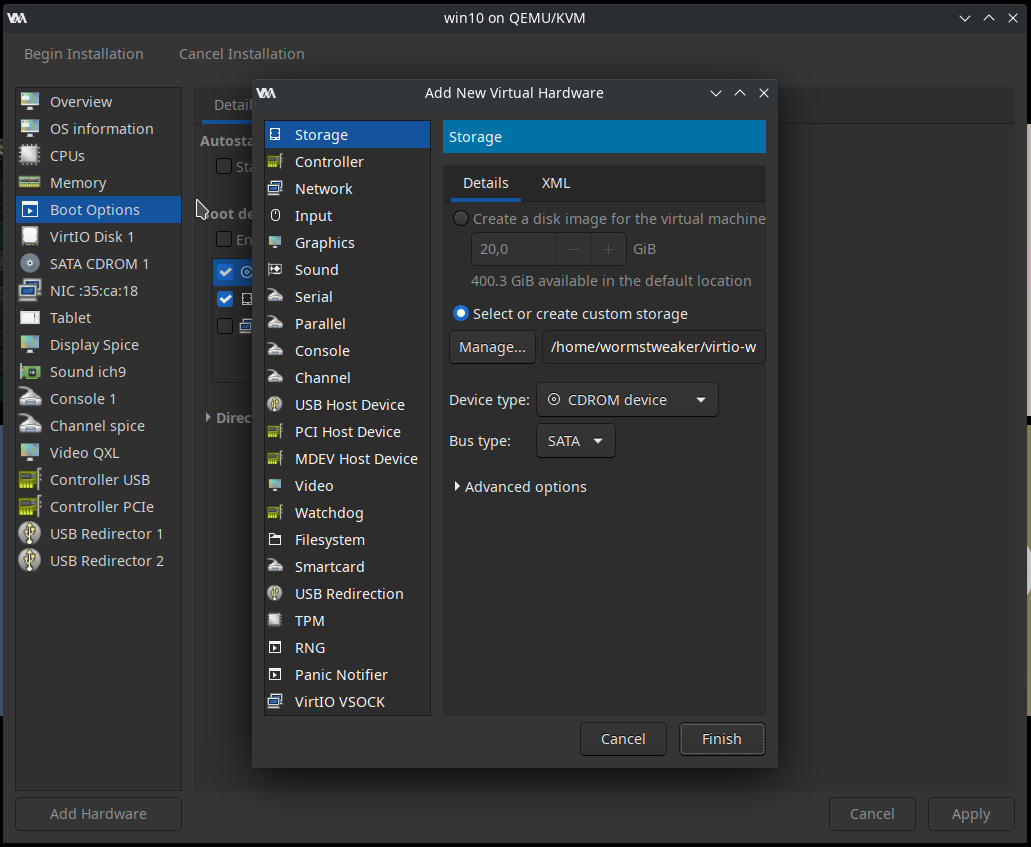 win10 on QEMU/KVM
Begin Installation
Cancel Installation
Overview
OS information
CPUs
Memory
Boot Options
VirtIO Disk 1
SATA CDROM 1
NIC :35:ca:18
Tablet
Display Spice
Sound ich9
Console 1
Channel spice
Video QXL
Controller USB
Controller PCIe
USB Redirector 1
USB Redirector 2
Add Hardware
Detail
Autosta
Sta
oot de
En
Direc
Add New Virtual Hardware
Storage
Controller
Network
Input
Graphics
Sound
Serial
Parallel
Console
Channel
USB Host Device
PCI Host Device
MDEV Host Device
Video
Watchdog
Filesystem
Smartcard
USB Redirection
TPM
RNG
Panic Notifier
VirtIO VSOCK
Storage
Details
XML
Create a disk image for the virtual machine
20,0
GiB
400.3 GiB available in the default location
Select or create custom storage
Manage...
/home/wormstweaker/virtio-w
Device type:
CDROM device
Bus type:
SATA
Advanced options
Cancel
Finish
Cancel
Apply